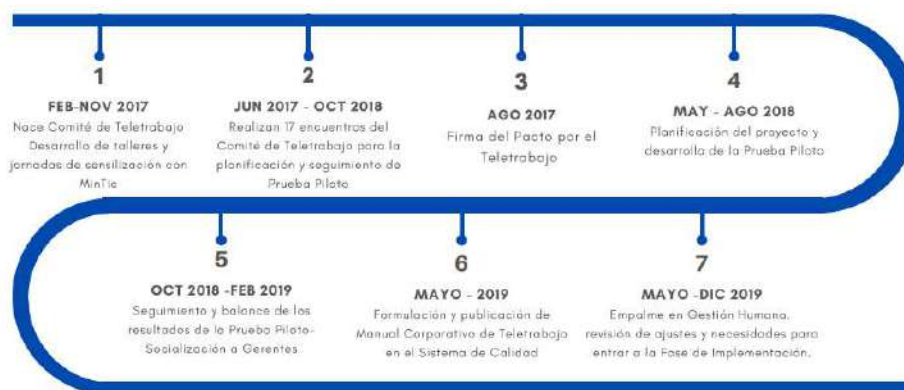 1
FEB-NOV 2017
Nace Comité de Teletrabajo
Desarrollo de talleres y
jornadas de sensilización con
MinTic
2
JUN 2017 - OCT 2018
Realizan 17 encuentros del
Comité de Teletrabajo para la
planificación y seguimiento de
Prueba Piloto
3
AGO 2017
Firma del Pacto por el
Teletrabajo
4
MAY - AGO 2018
Planificación del proyecto y
desarrollo de la Prueba Piloto
5
OCT 2018 -FEB 2019
Seguimiento y balance de los
resultados de la Prueba Piloto-
Socialización a Gerentes
6
MAYO - 2019
Formulación y publicación de
Manual Corporativo de Teletrabajo
en el Sistema de Calidad
7
MAYO -DIC 2019
Empalme en Gestión Humana,
revisión de ajustes y necesidades para
entrar a la Fase de Implementación.